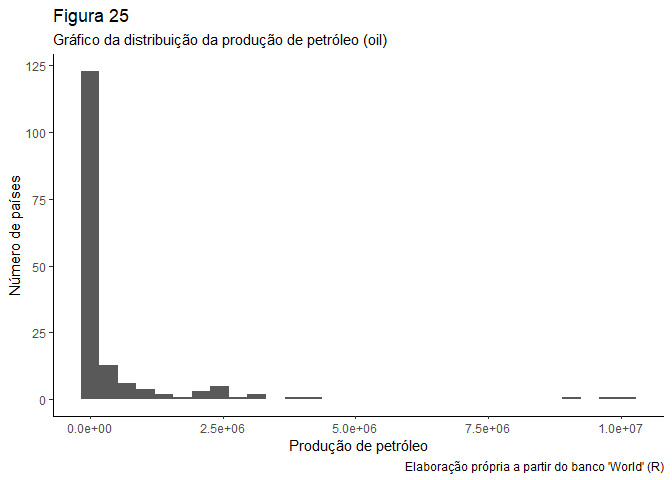 Figura 25
Gráfico da distribuição da produção de petróleo (oil)
125
100
75
50
25
0
Número de países
0.0e+00 2.5e+06 5.0e+06 7.5e+06 1.0e+07
Produção de petróleo
Elaboração própria a partir do banco 'World' (R)